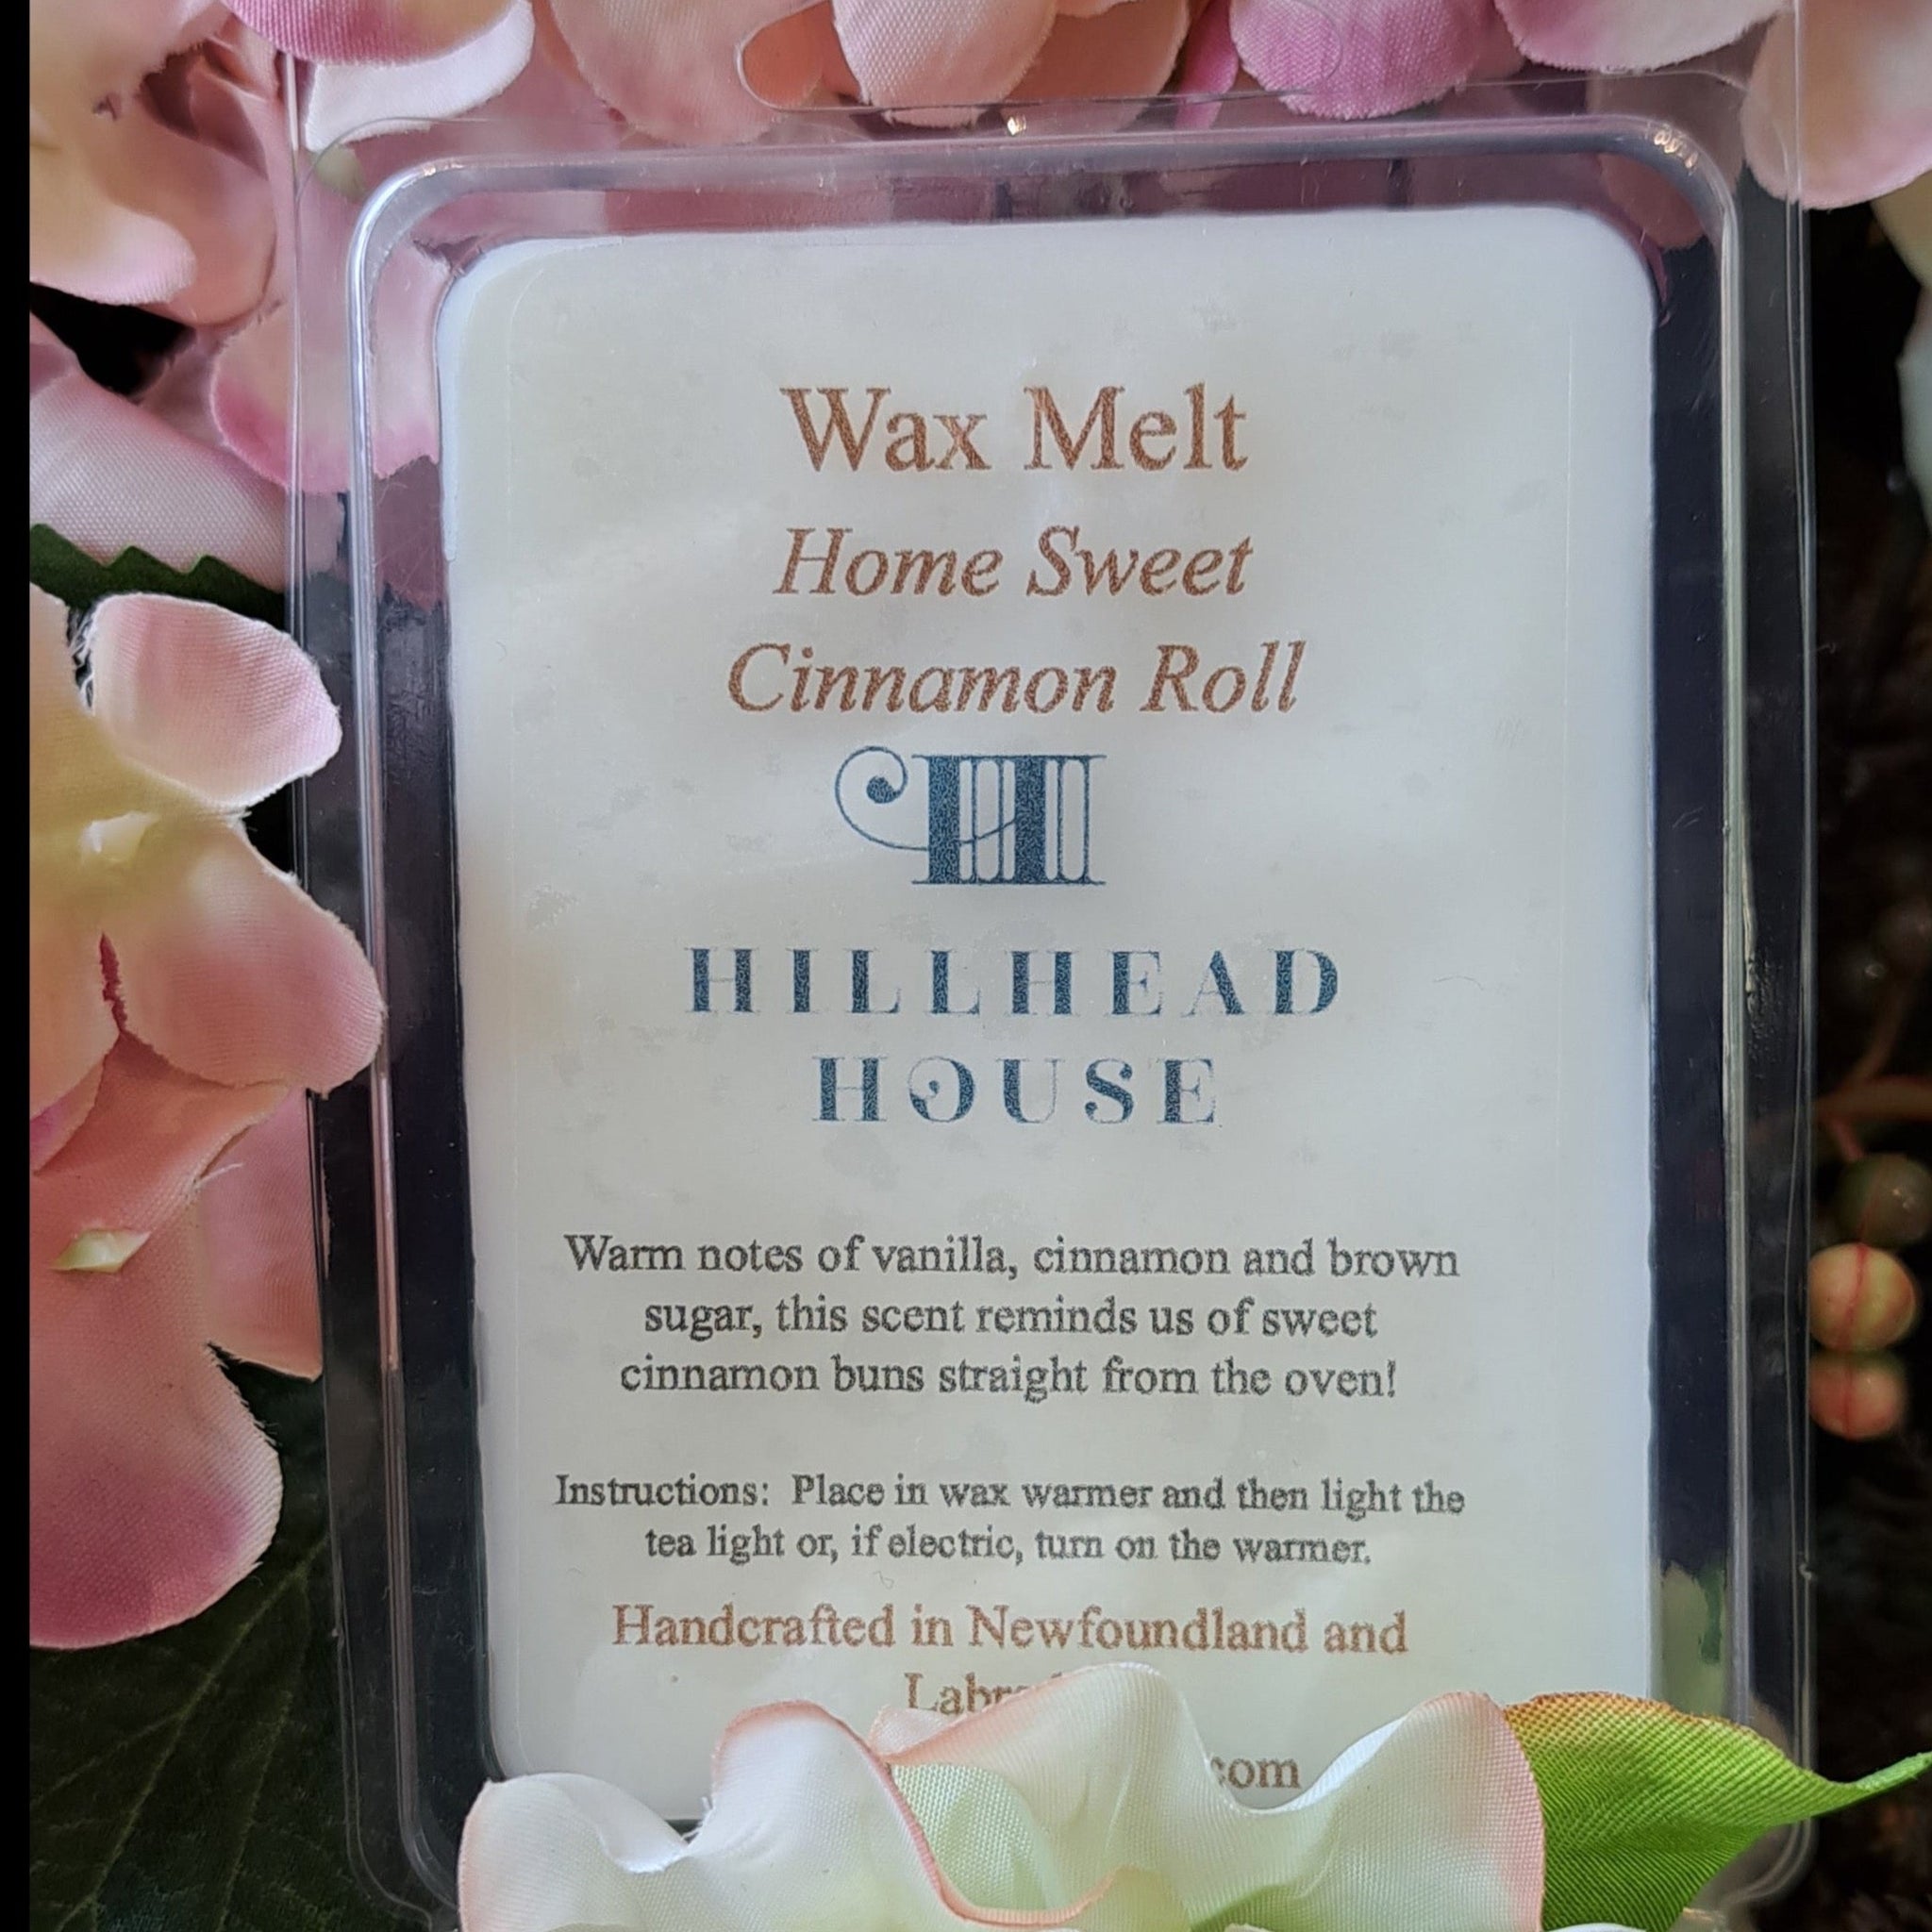 Wax Melt
Home Sweet
Cinnamon Roll
H
HILLHEAD
HOUSE
Warm notes of vanilla, cinnamon and brown
sugar, this scent reminds us of sweet
cinnamon buns straight from the oven!
Instructions: Place in wax warmer and then light the
tea light or, if electric, turn on the warmer.
Handcrafted in Newfoundland and